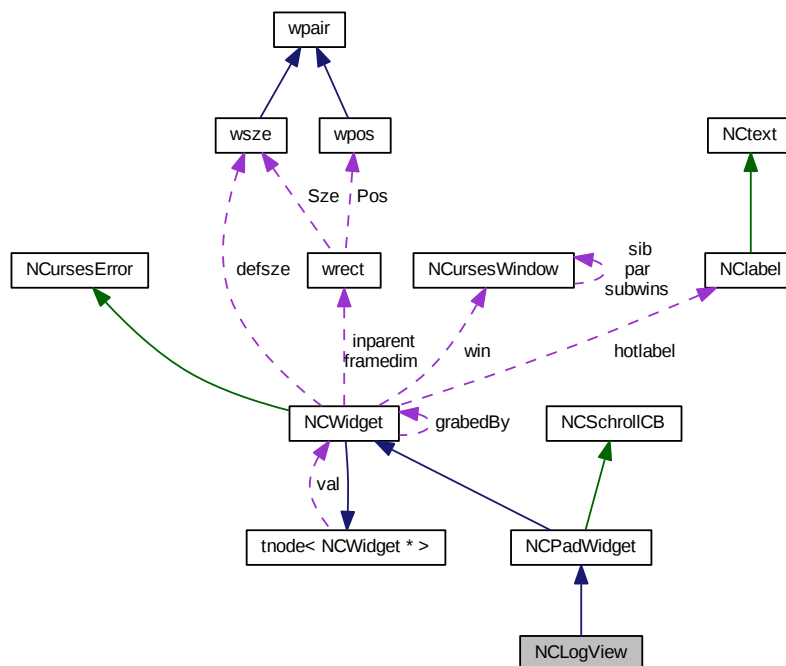 wpair
wsze
wpos
NCtext
Sze
Pos
NCursesError
defsze
wrect
NCursesWindow
sib
par
subwins
NClabel
inparent
framedim
win
hotlabel
NCWidget
grabedBy
NCSchrollCB
val
tnode< NCWidget * >
NCPadWidget
NCLogView